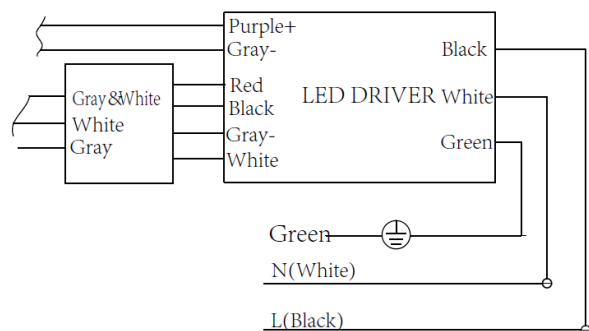 Purple+
Gray-
Black
Gray&White
Red
LED DRIVER
White
Black
White
Gray
Gray-
Green
White
Green
N(White)
L(Black)